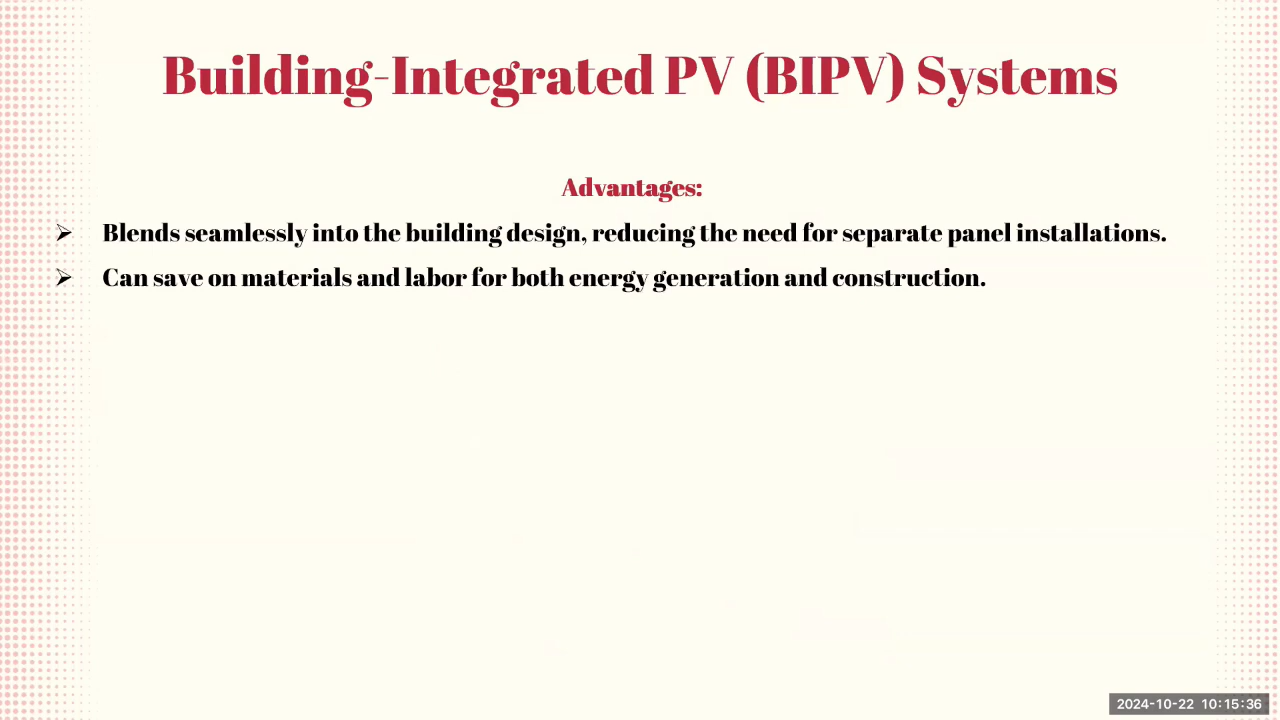 Building-Integrated PV (BIPV) Systems
Advantages:
➢ Blends seamlessly into the building design, reducing the need for separate panel installations.
➢ Can save on materials and labor for both energy generation and construction.
2024-10-22 10:15:36